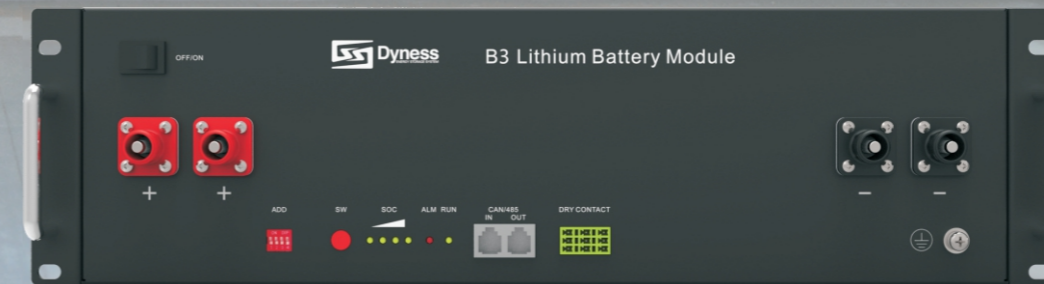 Dyness
B3 Lithium Battery Module
OFF/ON
+
+
−
−
ADD
SW
SOC
ALM RUN
CAN/485
IN OUT
DRY CONTACT